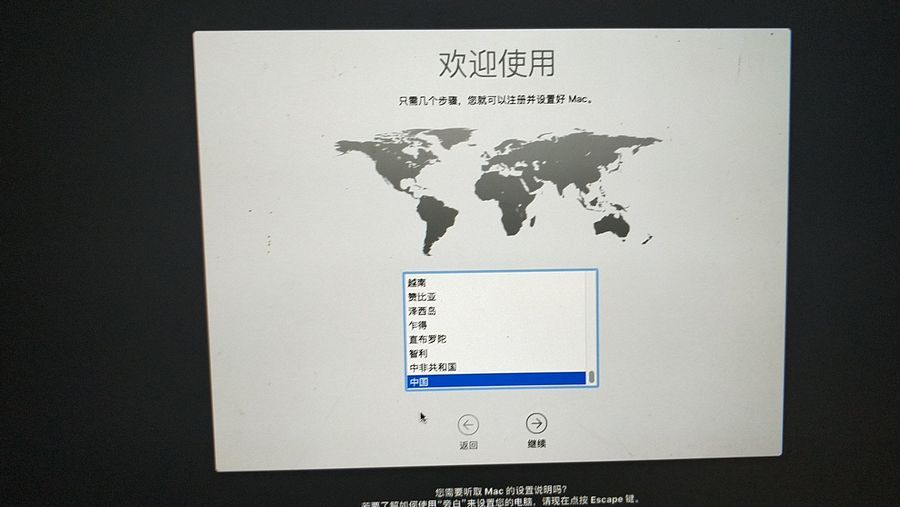 欢迎使用
只需几个步骤，您就可以注册并设置好 Mac。
越南
赞比亚
泽西岛
乍得
直布罗陀
智利
中非共和国
中国
返回
继续
您需要听取 Mac 的设置说明吗？
若要了解如何使用“旁白”来设置您的电脑，请现在点按 Escape 键。